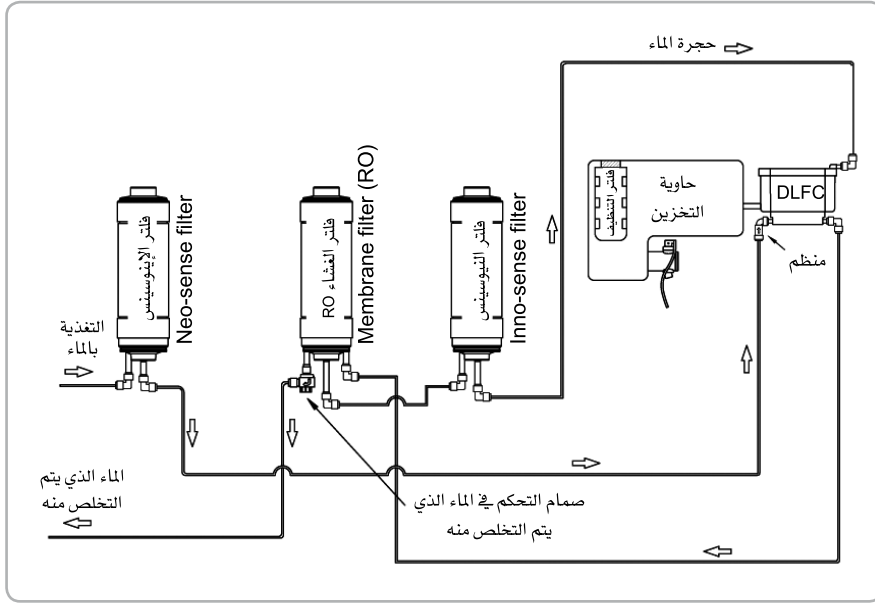 حجرة الماء
DLFC
حاوية
التخزين
فلتر التنظيف
منظم
Inno-sense filter
فلتر النيوسينس
Membrane filter (RO)
فلتر الغشاء RO
Neo-sense filter
فلتر الإينوسينس
التغذية
بالماء
الماء الذي يتم
التخلص منه
صمام التحكم في الماء الذي
يتم التخلص منه